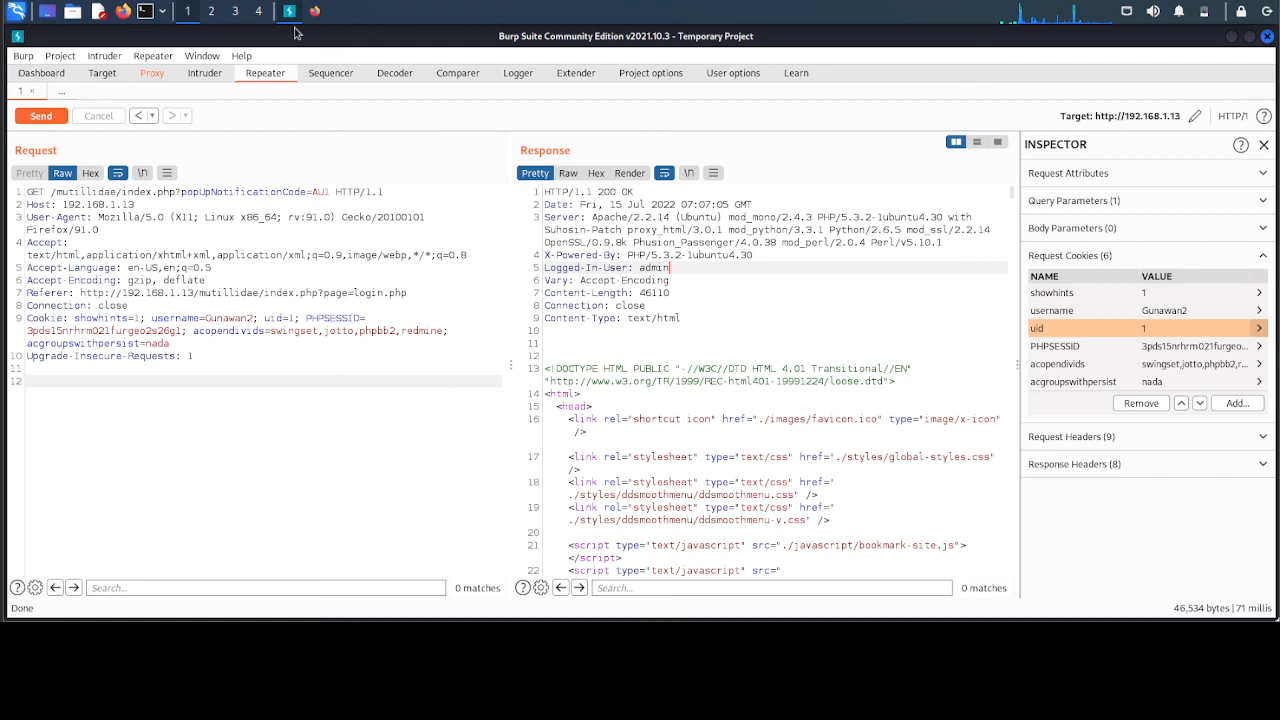 1 2 3 4
Burp Suite Community Edition v2021.10.3 - Temporary Project
Burp Project Intruder Repeater Window Help
Dashboard Target Proxy Intruder Repeater Sequencer Decoder Comparer Logger Extender Project options User options Learn
1 × ...
Send Cancel < > Target: http://192.168.1.13 HTTP/1 ?
Request
Pretty Raw Hex \n
1 GET /mutillidae/index.php?popUpNotificationCode=AU1 HTTP/1.1
2 Host: 192.168.1.13
3 User-Agent: Mozilla/5.0 (X11; Linux x86_64; rv:91.0) Gecko/20100101
Firefox/91.0
4 Accept:
text/html,application/xhtml+xml,application/xml;q=0.9,image/webp,*/*;q=0.8
5 Accept-Language: en-US,en;q=0.5
6 Accept-Encoding: gzip, deflate
7 Referer: http://192.168.1.13/mutillidae/index.php?page=login.php
8 Connection: close
9 Cookie: showhints=1; username=Gunawan2; uid=1; PHPSESSID=
3pds15nrhrm021furgeo2s26g1; acopendivids=swingset,jotto,phpbb2,redmine;
acgroupswithpersist=nada
10 Upgrade-Insecure-Requests: 1
11
12
Search... 0 matches
Response
Pretty Raw Hex Render \n
1 HTTP/1.1 200 OK
2 Date: Fri, 15 Jul 2022 07:07:05 GMT
3 Server: Apache/2.2.14 (Ubuntu) mod_mono/2.4.3 PHP/5.3.2-1ubuntu4.30 with
Suhosin-Patch proxy_html/3.0.1 mod_python/3.3.1 Python/2.6.5 mod_ssl/2.2.14
OpenSSL/0.9.8k Phusion_Passenger/4.0.38 mod_perl/2.0.4 Perl/v5.10.1
4 X-Powered-By: PHP/5.3.2-1ubuntu4.30
5 Logged-In-User: admin
6 Vary: Accept-Encoding
7 Content-Length: 46110
8 Connection: close
9 Content-Type: text/html
10
11
12
13 <!DOCTYPE HTML PUBLIC "-//W3C//DTD HTML 4.01 Transitional//EN"
"http://www.w3.org/TR/1999/REC-html401-19991224/loose.dtd">
14 <html>
15 <head>
16 <link rel="shortcut icon" href="./images/favicon.ico" type="image/x-icon"
/>
17 <link rel="stylesheet" type="text/css" href="./styles/global-styles.css"
/>
18 <link rel="stylesheet" type="text/css" href="
./styles/ddsmoothmenu/ddsmoothmenu.css" />
19 <link rel="stylesheet" type="text/css" href="
./styles/ddsmoothmenu/ddsmoothmenu-v.css" />
20
21 <script type="text/javascript" src="./javascript/bookmark-site.js">
</script>
22 <script type="text/javascript" src="
Search... 0 matches
INSPECTOR ?
Request Attributes
Query Parameters (1)
Body Parameters (0)
Request Cookies (6)
NAME VALUE
showhints 1
username Gunawan2
uid 1
PHPSESSID 3pds15nrhrm021furgeo...
acopendivids swingset,jotto,phpbb2,r...
acgroupswithpersist nada
Remove Add...
Request Headers (9)
Response Headers (8)
Done 46,534 bytes | 71 millis